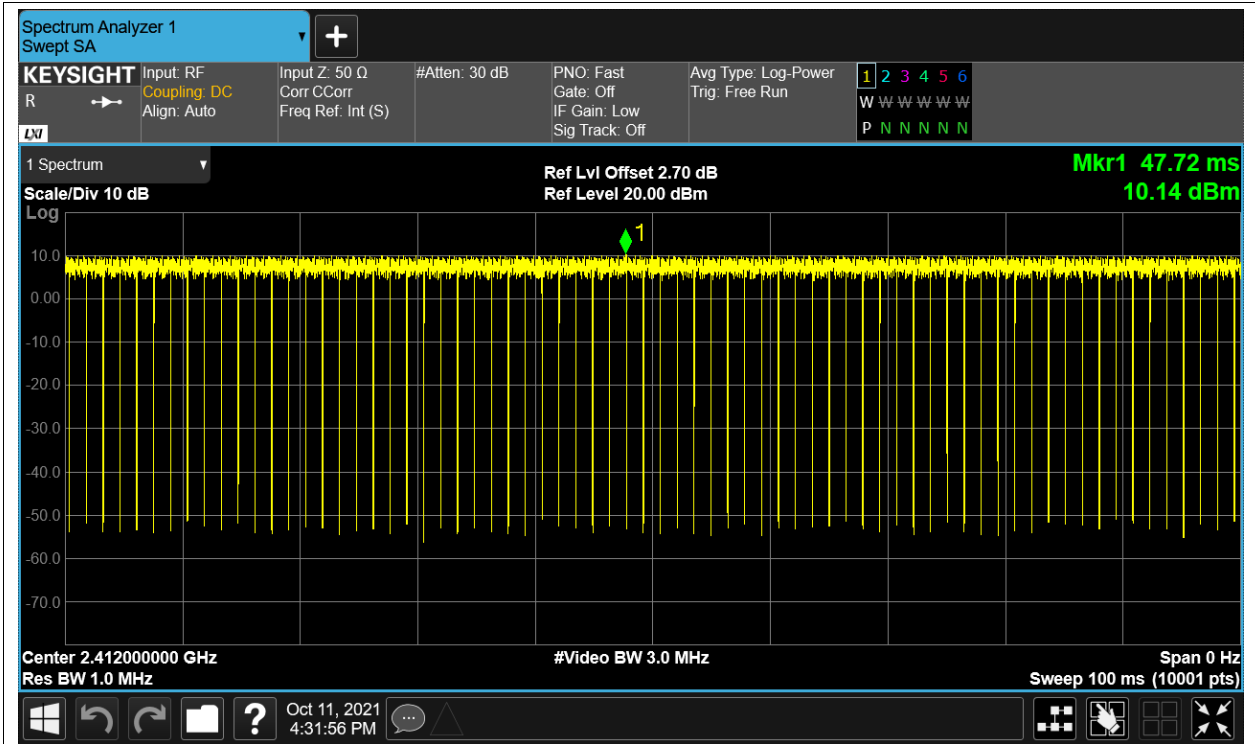 Spectrum Analyzer 1
Swept SA
+
KEYSIGHT
R
LXI
Input: RF
Coupling: DC
Align: Auto
Input Z: 50 Ω
Corr CCorr
Freq Ref: Int (S)
#Atten: 30 dB
PNO: Fast
Gate: Off
IF Gain: Low
Sig Track: Off
Avg Type: Log-Power
Trig: Free Run
1 2 3 4 5 6
W W W W W W
P N N N N N
1 Spectrum
Scale/Div 10 dB
Log
Ref Lvl Offset 2.70 dB
Ref Level 20.00 dBm
Mkr1 47.72 ms
10.14 dBm
1
10.0
0.00
-10.0
-20.0
-30.0
-40.0
-50.0
-60.0
-70.0
Center 2.412000000 GHz
Res BW 1.0 MHz
#Video BW 3.0 MHz
Span 0 Hz
Sweep 100 ms (10001 pts)
?
Oct 11, 2021
4:31:56 PM